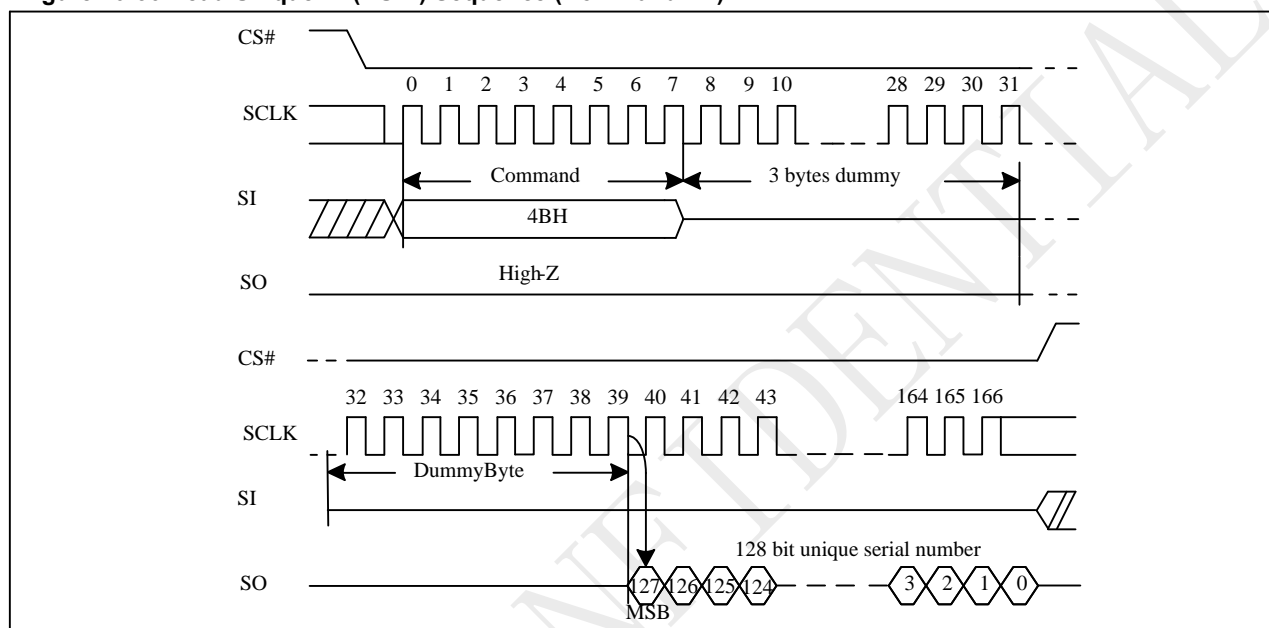 CS#
0 1 2 3 4 5 6 7 8 9 10 28 29 30 31
SCLK
Command 3 bytes dummy
SI
4BH
High-Z
SO
CS#
32 33 34 35 36 37 38 39 40 41 42 43 164 165 166
SCLK
DummyByte
SI
128 bit unique serial number
SO
127 126 125 124 3 2 1 0
MSB